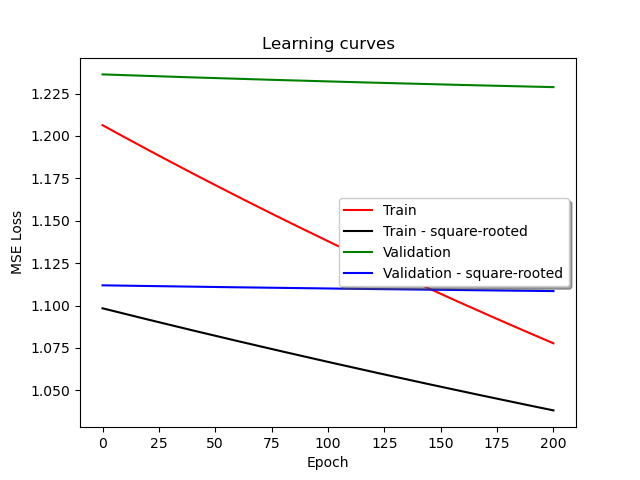 Learning curves
MSE Loss
1.225
1.200
1.175
1.150
1.125
1.100
1.075
1.050
Train
Train - square-rooted
Validation
Validation - square-rooted
0 25 50 75 100 125 150 175 200
Epoch